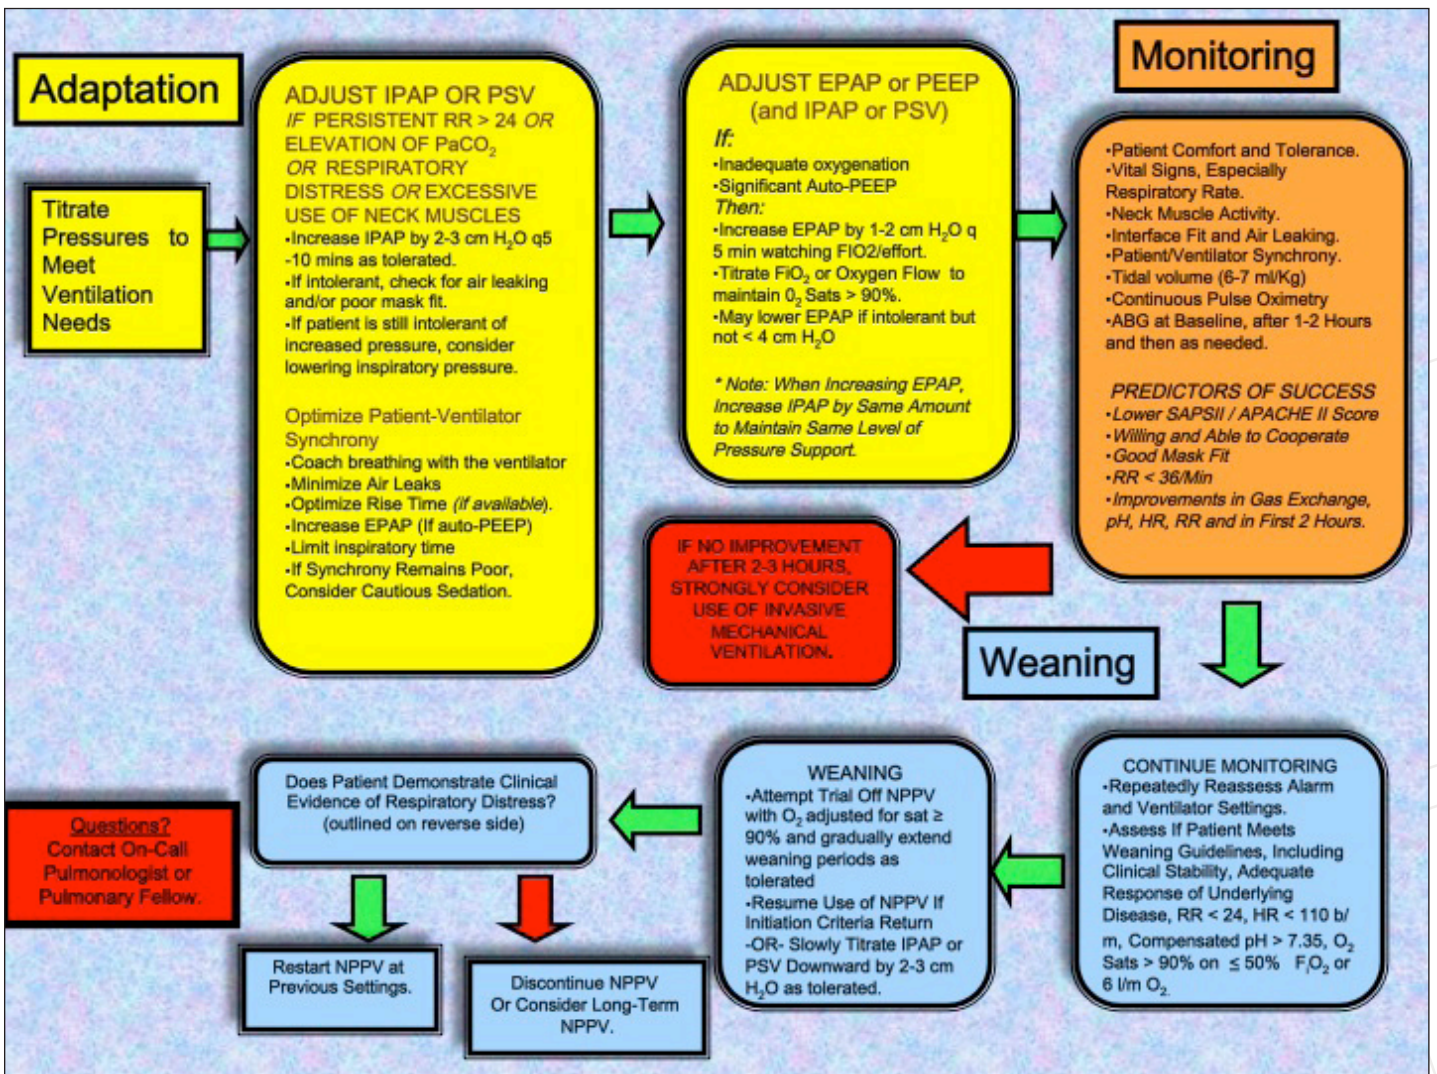 Adaptation
Titrate
Pressures to
Meet
Ventilation
Needs
ADJUST IPAP OR PSV
IF PERSISTENT RR > 24 OR
ELEVATION OF PaCO₂
OR RESPIRATORY
DISTRESS OR EXCESSIVE
USE OF NECK MUSCLES
•Increase IPAP by 2-3 cm H₂O q5
-10 mins as tolerated.
•If intolerant, check for air leaking
and/or poor mask fit.
•If patient is still intolerant of
increased pressure, consider
lowering inspiratory pressure.
Optimize Patient-Ventilator
Synchrony
•Coach breathing with the ventilator
•Minimize Air Leaks
•Optimize Rise Time (if available).
•Increase EPAP (If auto-PEEP)
•Limit inspiratory time
•If Synchrony Remains Poor,
Consider Cautious Sedation.
ADJUST EPAP or PEEP
(and IPAP or PSV)
If:
•Inadequate oxygenation
•Significant Auto-PEEP
Then:
•Increase EPAP by 1-2 cm H₂O q
5 min watching FIO2/effort.
•Titrate FiO₂ or Oxygen Flow to
maintain 0₂ Sats > 90%.
•May lower EPAP if intolerant but
not < 4 cm H₂O
* Note: When Increasing EPAP,
Increase IPAP by Same Amount
to Maintain Same Level of
Pressure Support.
Monitoring
•Patient Comfort and Tolerance.
•Vital Signs, Especially
Respiratory Rate.
•Neck Muscle Activity.
•Interface Fit and Air Leaking.
•Patient/Ventilator Synchrony.
•Tidal volume (6-7 ml/Kg)
•Continuous Pulse Oximetry
•ABG at Baseline, after 1-2 Hours
and then as needed.
PREDICTORS OF SUCCESS
•Lower SAPSII / APACHE II Score
•Willing and Able to Cooperate
•Good Mask Fit
•RR < 36/Min
•Improvements in Gas Exchange,
pH, HR, RR and in First 2 Hours.
IF NO IMPROVEMENT
AFTER 2-3 HOURS,
STRONGLY CONSIDER
USE OF INVASIVE
MECHANICAL
VENTILATION.
Weaning
CONTINUE MONITORING
•Repeatedly Reassess Alarm
and Ventilator Settings.
•Assess If Patient Meets
Weaning Guidelines, Including
Clinical Stability, Adequate
Response of Underlying
Disease, RR < 24, HR < 110 b/
m, Compensated pH > 7.35, O₂
Sats > 90% on ≤ 50% FᵢO₂ or
6 l/m O₂.
WEANING
•Attempt Trial Off NPPV
with O₂ adjusted for sat ≥
90% and gradually extend
weaning periods as
tolerated
•Resume Use of NPPV If
Initiation Criteria Return
-OR- Slowly Titrate IPAP or
PSV Downward by 2-3 cm
H₂O as tolerated.
Does Patient Demonstrate Clinical
Evidence of Respiratory Distress?
(outlined on reverse side)
Restart NPPV at
Previous Settings.
Discontinue NPPV
Or Consider Long-Term
NPPV.
Questions?
Contact On-Call
Pulmonologist or
Pulmonary Fellow.